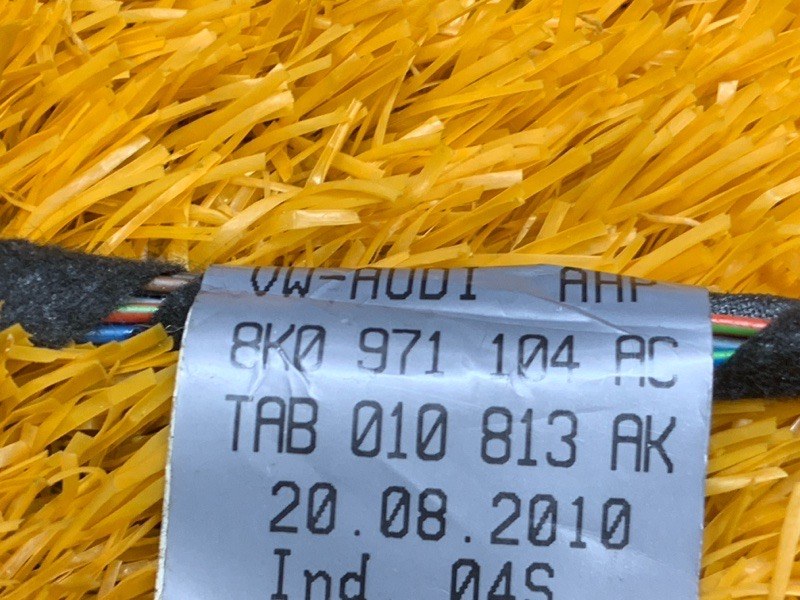 VW-AUDI AHP
8K0 971 104 AC
TAB 010 813 AK
20.08.2010
Ind 04S